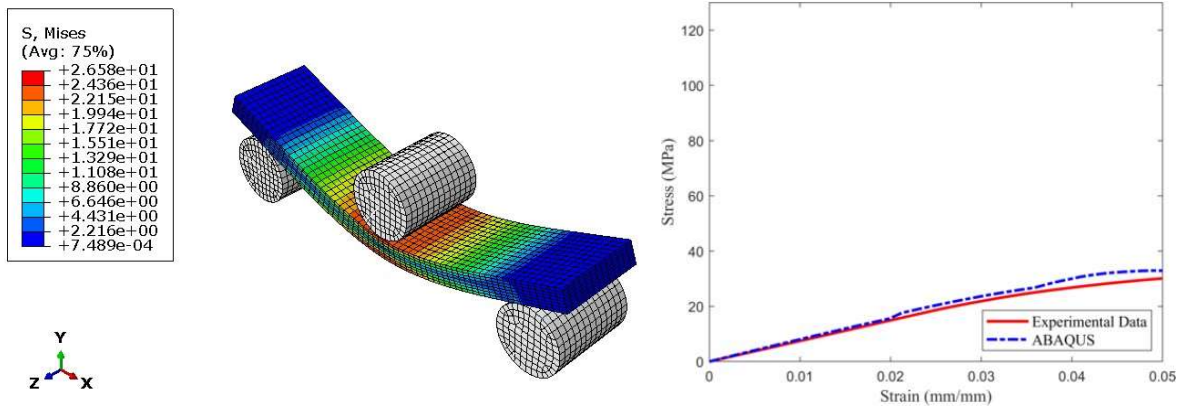 S, Mises
(Avg: 75%)
+2.658e+01
+2.436e+01
+2.215e+01
+1.994e+01
+1.772e+01
+1.551e+01
+1.329e+01
+1.108e+01
+8.860e+00
+6.646e+00
+4.431e+00
+2.216e+00
+7.489e-04
Y
Z X
120
100
80
60
40
20
0
Stress (MPa)
Experimental Data
ABAQUS
0 0.01 0.02 0.03 0.04 0.05
Strain (mm/mm)